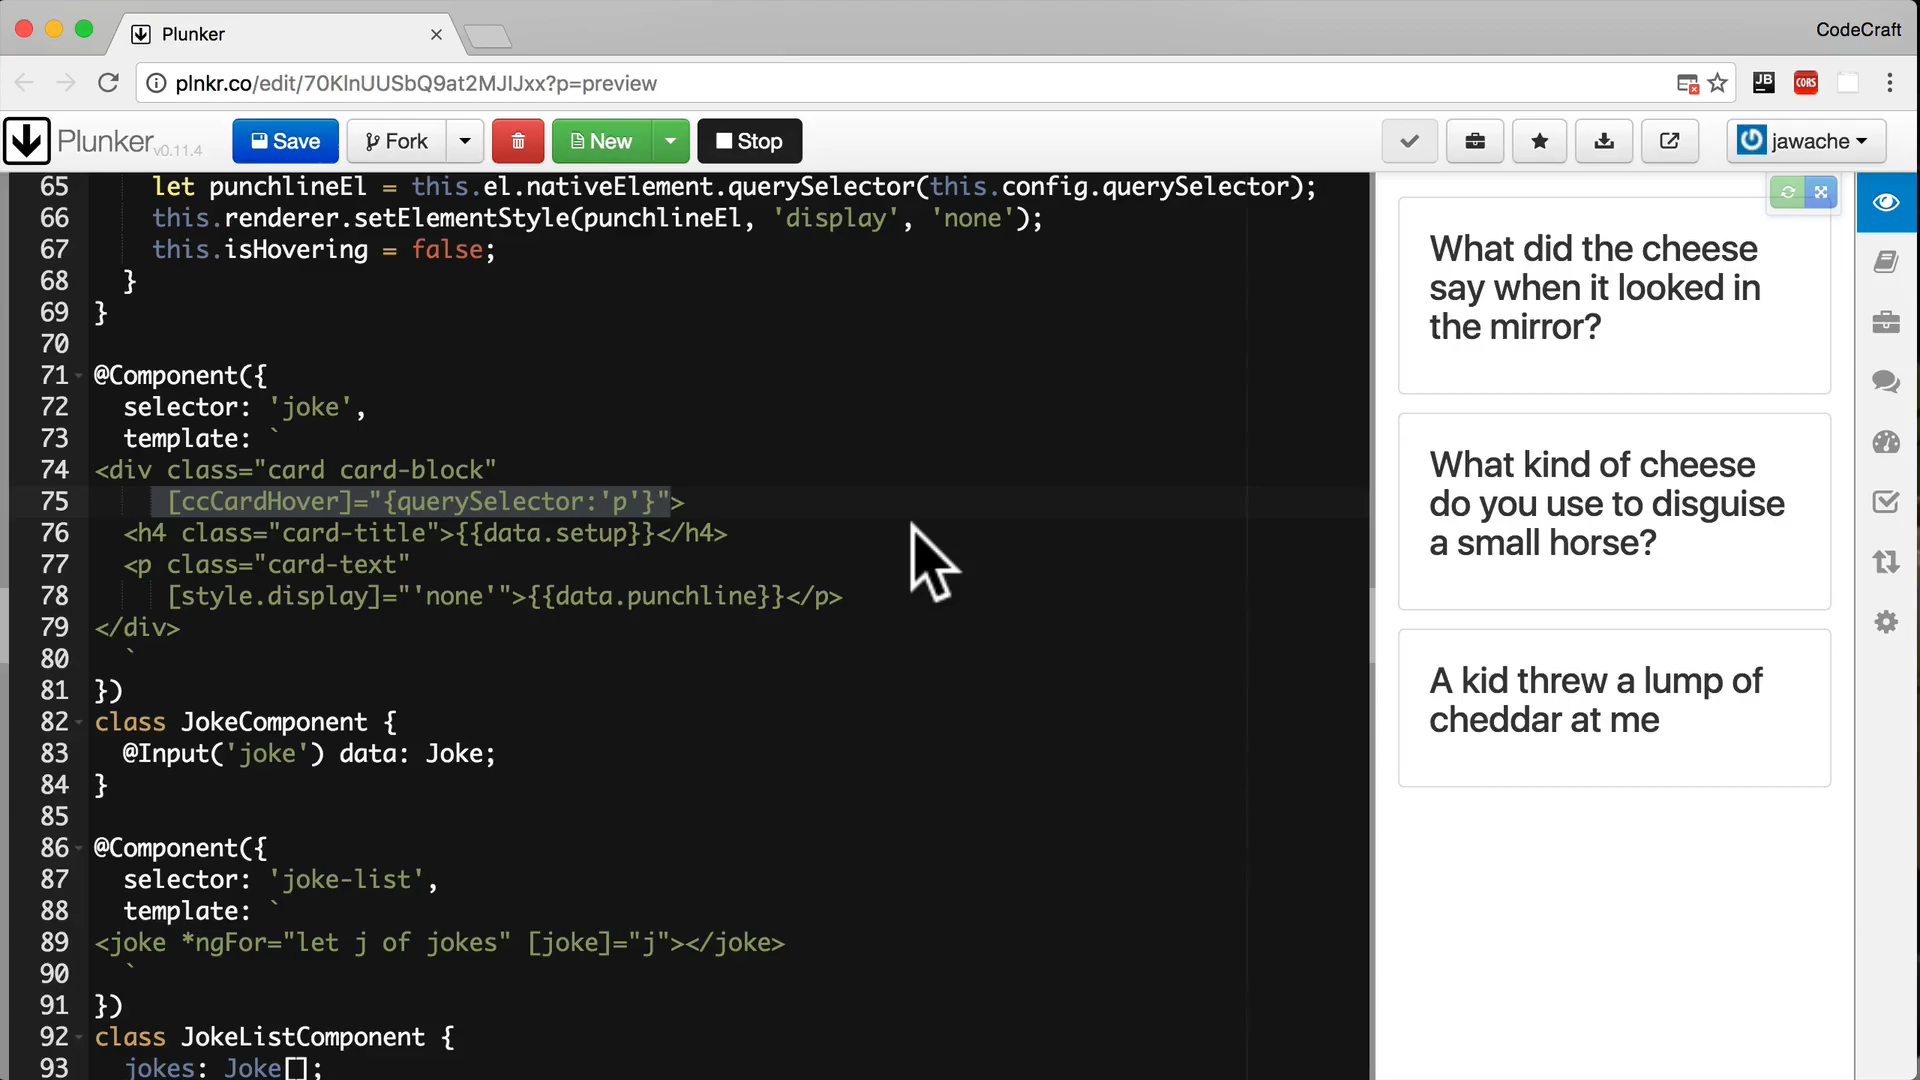 Plunker
CodeCraft
plnkr.co/edit/70KlnUUSbQ9at2MJIJxx?p=preview
JB
CORS
Plunker v0.11.4
Save
Fork
New
Stop
jawache
65 let punchlineEl = this.el.nativeElement.querySelector(this.config.querySelector);
66 this.renderer.setElementStyle(punchlineEl, 'display', 'none');
67 this.isHovering = false;
68 }
69 }
70
71 @Component({
72 selector: 'joke',
73 template: `
74 <div class="card card-block"
75 [ccCardHover]="{querySelector:'p'}">
76 <h4 class="card-title">{{data.setup}}</h4>
77 <p class="card-text"
78 [style.display]="'none'">{{data.punchline}}</p>
79 </div>
80 `
81 })
82 class JokeComponent {
83 @Input('joke') data: Joke;
84 }
85
86 @Component({
87 selector: 'joke-list',
88 template: `
89 <joke *ngFor="let j of jokes" [joke]="j"></joke>
90 `
91 })
92 class JokeListComponent {
93 jokes: Joke[];
What did the cheese
say when it looked in
the mirror?
What kind of cheese
do you use to disguise
a small horse?
A kid threw a lump of
cheddar at me